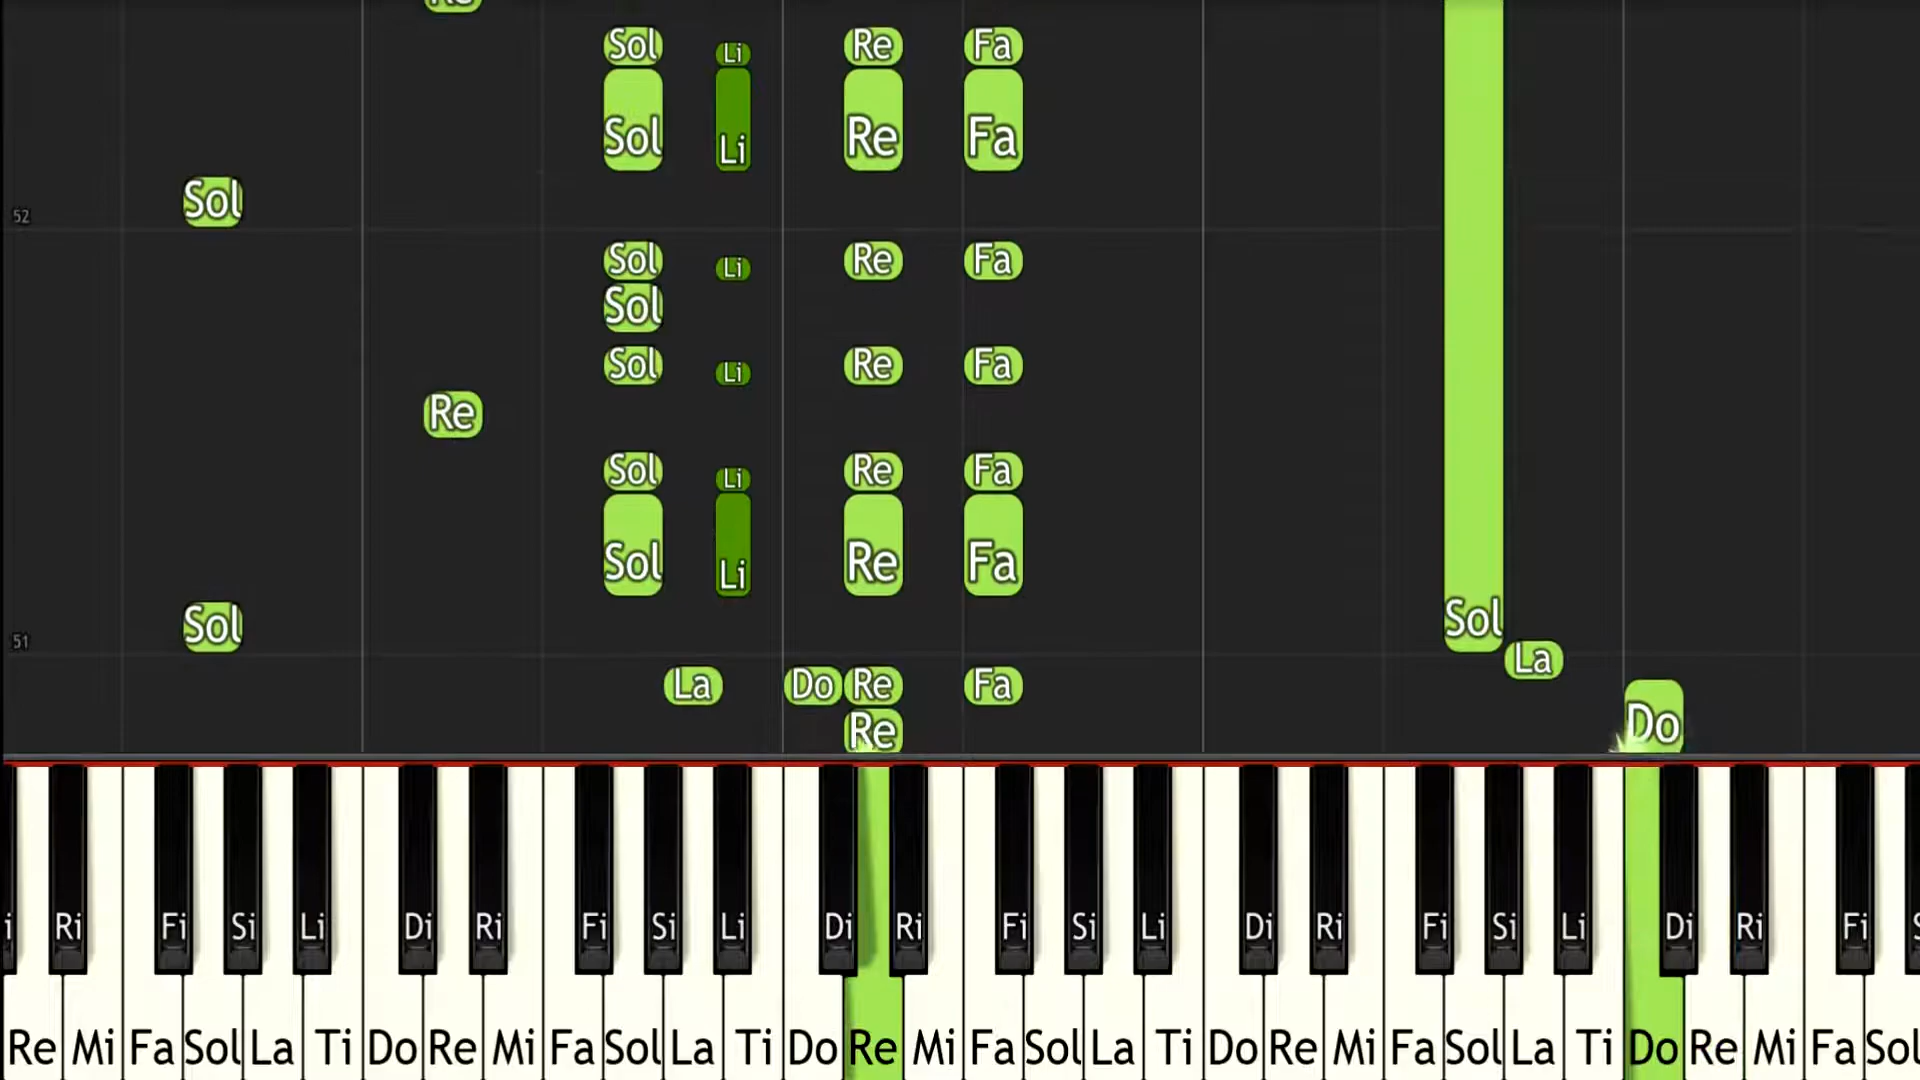 Sol Li Re Fa
Sol Li Re Fa
Sol
52
Sol Li Re Fa
Sol
Sol Li Re Fa
Re
Sol Li Re Fa
Sol Li Re Fa
Sol Sol
51
La
La Do Re Fa
Re Do
Ri Fi Si Li Di Ri Fi Si Li Di Ri Fi Si Li Di Ri Fi Si Li Di Ri Fi
Re Mi Fa Sol La Ti Do Re Mi Fa Sol La Ti Do Re Mi Fa Sol La Ti Do Re Mi Fa Sol La Ti Do Re Mi Fa Sol